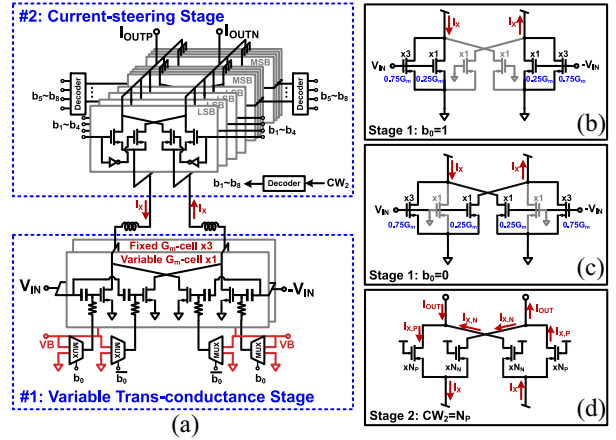 #2: Current-steering Stage
I_OUTP I_OUTN
MSB
MSB
LSB
LSB
LSB
Decoder
b5~b8
b1~b4
Decoder
b5~b8
b1~b4
b1~b8 Decoder CW2
IX IX
Fixed Gm-cell x3
Variable Gm-cell x1
VIN -VIN
VB VB
MUX MUX MUX MUX
b0 b0 b0 b0
#1: Variable Trans-conductance Stage
(a)
IX IX
x3 x1 x1 x1 x1 x3
VIN -VIN
0.75Gm 0.25Gm 0.25Gm 0.75Gm
Stage 1: b0=1
(b)
IX IX
x3 x1 x1 x1 x1 x3
VIN -VIN
0.75Gm 0.25Gm 0.25Gm 0.75Gm
Stage 1: b0=0
(c)
IOUT IOUT
IX,P IX,N IX,N IX,P
xNP xNN xNN xNP
IX IX
Stage 2: CW2=NP
(d)